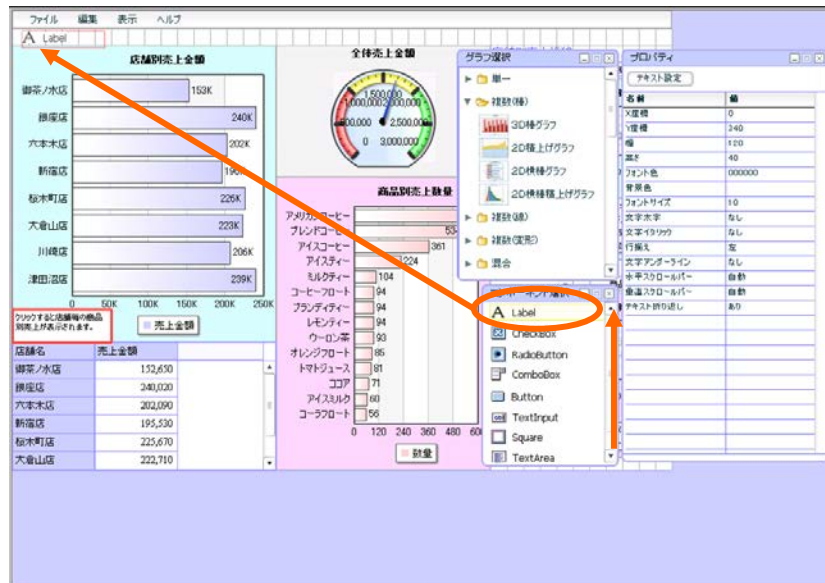 ファイル 編集 表示 ヘルプ
A Label
店舗別売上金額
御茶ノ水店 153K
銀座店 240K
六本木店 202K
新宿店
桜木町店 226K
大倉山店 223K
川崎店 206K
津田沼店 239K
0 50K 100K 150K 200K 250K
売上金額
クリックすると店舗毎の商品
別売上が表示されます。
店舗名 売上金額
御茶ノ水店 152,650
銀座店 240,020
六本木店 202,090
新宿店 195,530
桜木町店 225,670
大倉山店 222,710
全体売上金額
1,500,000
1,000,000 2,000,000
2,500,000
0 3,000,000
商品別売上数量
アメリカンコーヒー
ブレンドコーヒー
アイスコーヒー 361
アイスティー 224
ミルクティー 104
コーヒーフロート 94
ブランディティー 94
レモンティー 94
ウーロン茶 93
オレンジフロート 85
トマトジュース 81
ココア 71
アイスミルク 60
コーラフロート 56
0 120 240 360 480
数量
グラフ選択
単一
複数(棒)
3D棒グラフ
2D積上げグラフ
2D横棒グラフ
2D横棒積上げグラフ
複数(線)
複数(変形)
混合
A Label
CheckBox
RadioButton
ComboBox
Button
TextInput
Square
TextArea
プロパティ
テキスト設定
名前 値
X座標 0
Y座標 240
幅 120
高さ 40
フォント色 000000
背景色
フォントサイズ 10
文字太字 なし
文字イタリック なし
行揃え 左
文字アンダーライン なし
水平スクロールバー 自動
垂直スクロールバー 自動
テキスト折り返し あり